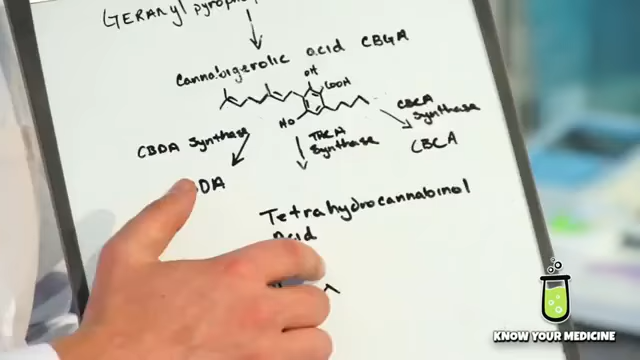 GERANYl pyropho
Cannabigerolic acid CBGA
OH
COOH
HO
CBCA Synthase
CBCA
THCA Synthase
CBDA Synthase
DA
Tetrahydrocannabinol
Acid
KNOW YOUR MEDICINE